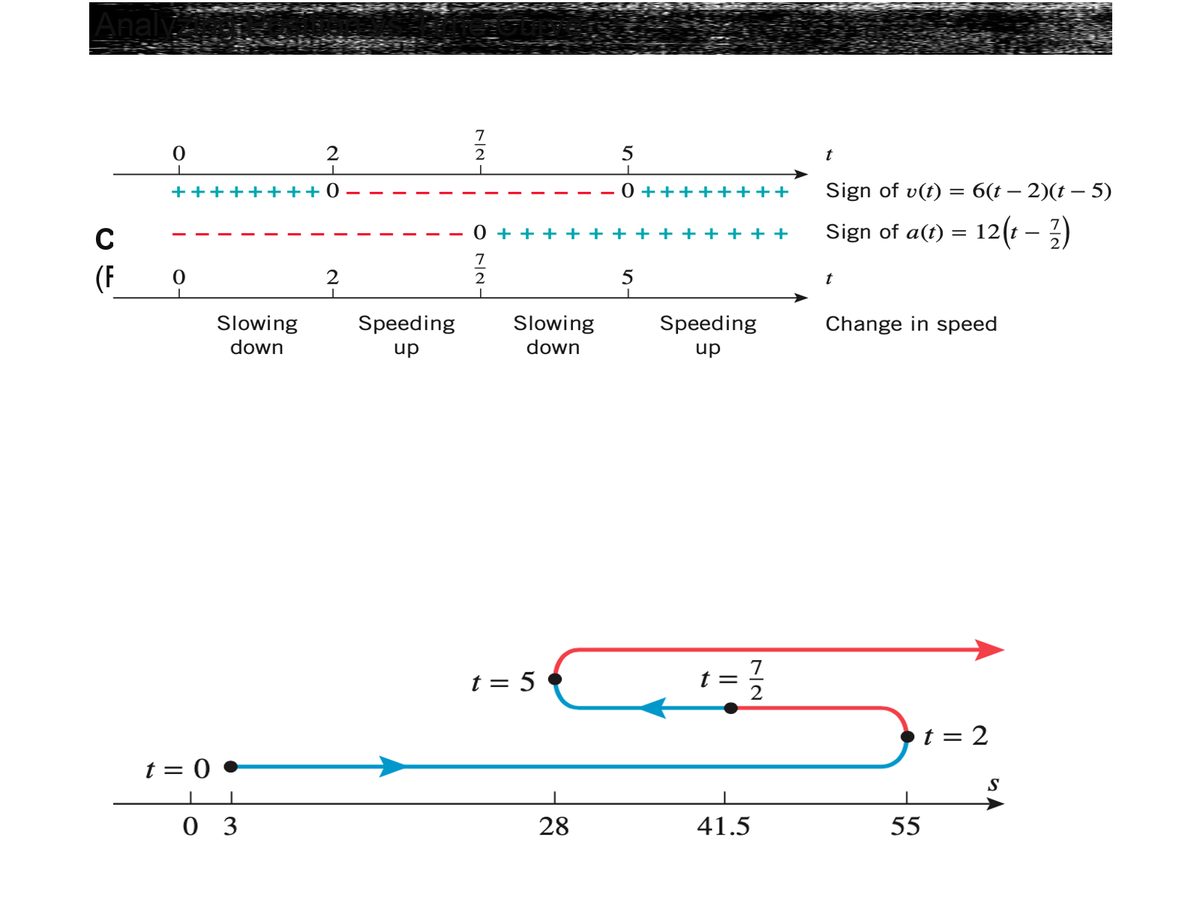 0 2 7/2 5 t
+ + + + + + + + 0 – – – – – – – – – – – – – – – 0 + + + + + + + + Sign of v(t) = 6(t – 2)(t – 5)
– – – – – – – – – – – – – 0 + + + + + + + + + + + + + Sign of a(t) = 12(t – 7/2)
C
(F
0 2 7/2 5 t
Slowing down Speeding up Slowing down Speeding up Change in speed
t = 5
t = 7/2
t = 2
t = 0
s
0 3 28 41.5 55